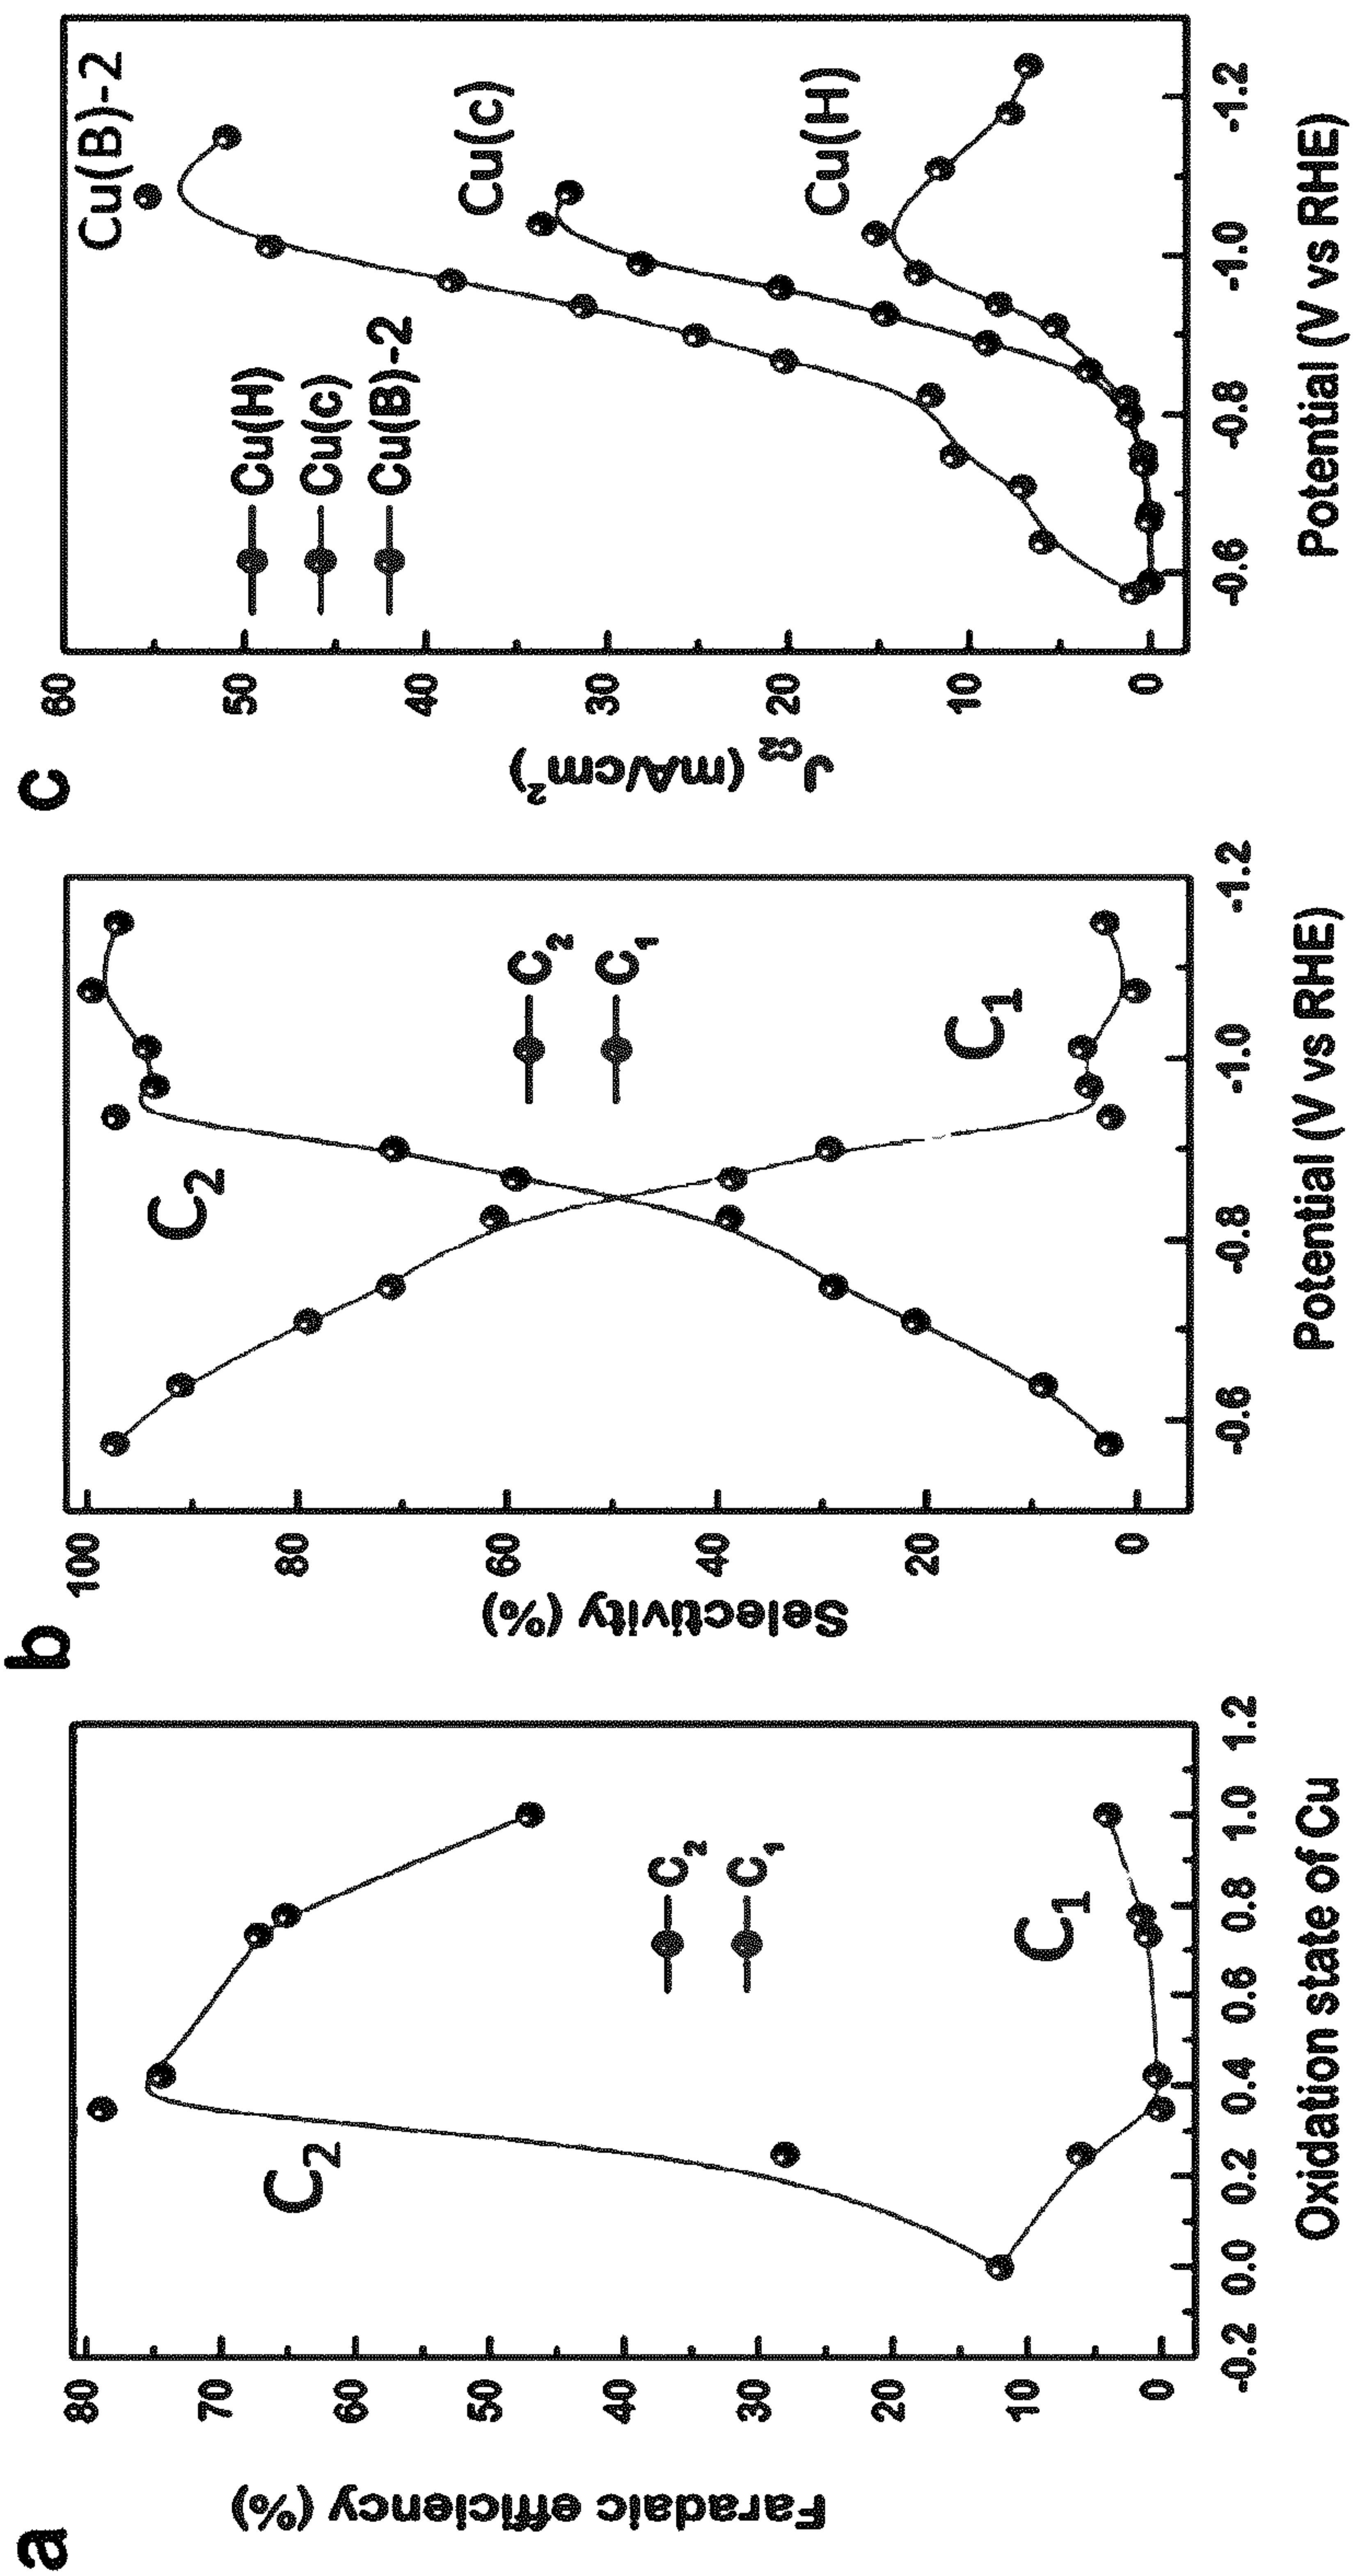 a
Faradaic efficiency (%)
80
70
60
50
40
30
20
10
0
C2
C2
C1
C1
-0.2 0.0 0.2 0.4 0.6 0.8 1.0 1.2
Oxidation state of Cu
b
Selectivity (%)
100
80
60
40
20
0
C2
C2
C1
C1
-0.6 -0.8 -1.0 -1.2
Potential (V vs RHE)
c
J C2 (mA/cm2)
60
50
40
30
20
10
0
Cu(H)
Cu(c)
Cu(B)-2
Cu(B)-2
Cu(c)
Cu(H)
-0.6 -0.8 -1.0 -1.2
Potential (V vs RHE)